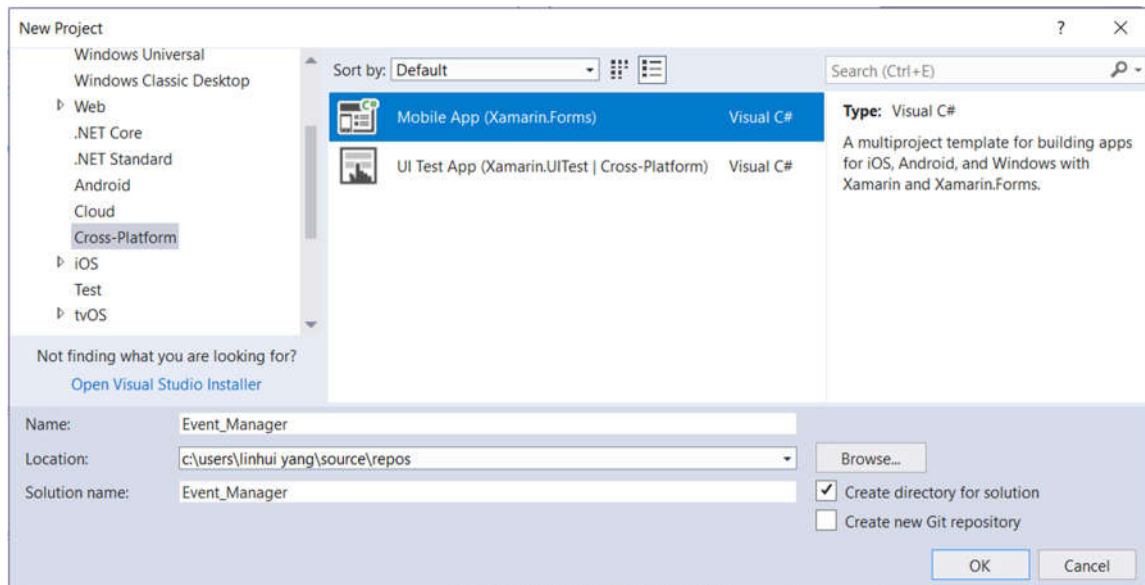 New Project
?
Windows Universal
Windows Classic Desktop
Web
.NET Core
.NET Standard
Android
Cloud
Cross-Platform
iOS
Test
tvOS
Not finding what you are looking for?
Open Visual Studio Installer
Sort by: Default
Mobile App (Xamarin.Forms) Visual C#
UI Test App (Xamarin.UITest | Cross-Platform) Visual C#
Search (Ctrl+E)
Type: Visual C#
A multiproject template for building apps
for iOS, Android, and Windows with
Xamarin and Xamarin.Forms.
Name: Event_Manager
Location: c:\users\linhui yang\source\repos
Browse...
Solution name: Event_Manager
Create directory for solution
Create new Git repository
OK Cancel